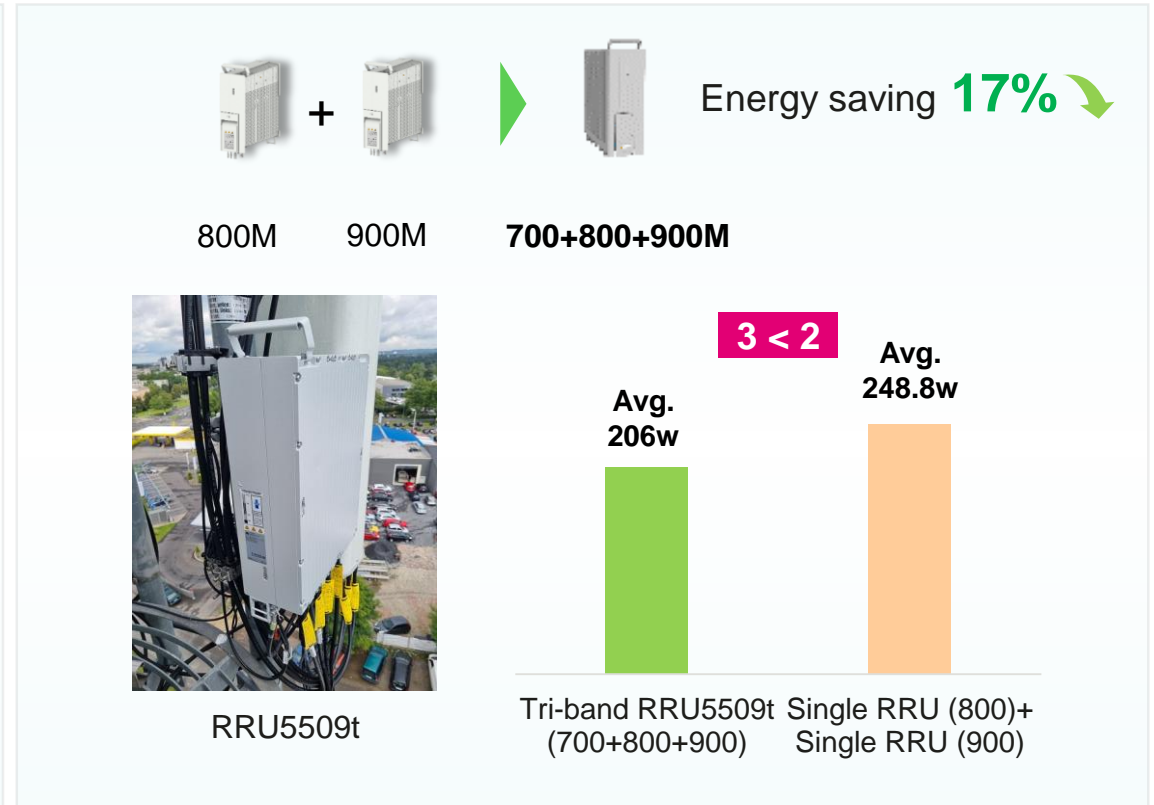 +
Energy saving 17%
800M
900M
700+800+900M
3 < 2
Avg.
206w
Avg.
248.8w
RRU5509t
Tri-band RRU5509t
(700+800+900)
Single RRU (800)+
Single RRU (900)